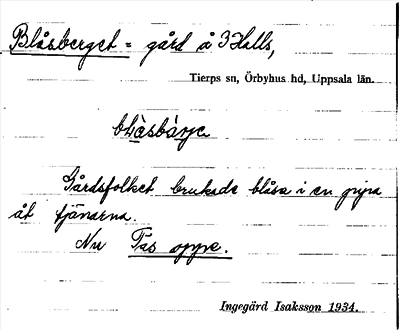 Blåsberget = gård å 3 Halls,
Tierps sn, Örbyhus hd, Uppsala län.
blåsbärje
Gårdsfolket brukade blåsa i en pipa
åt tjänarna.
Nu Tas oppe.
Ingegärd Isaksson 1934.